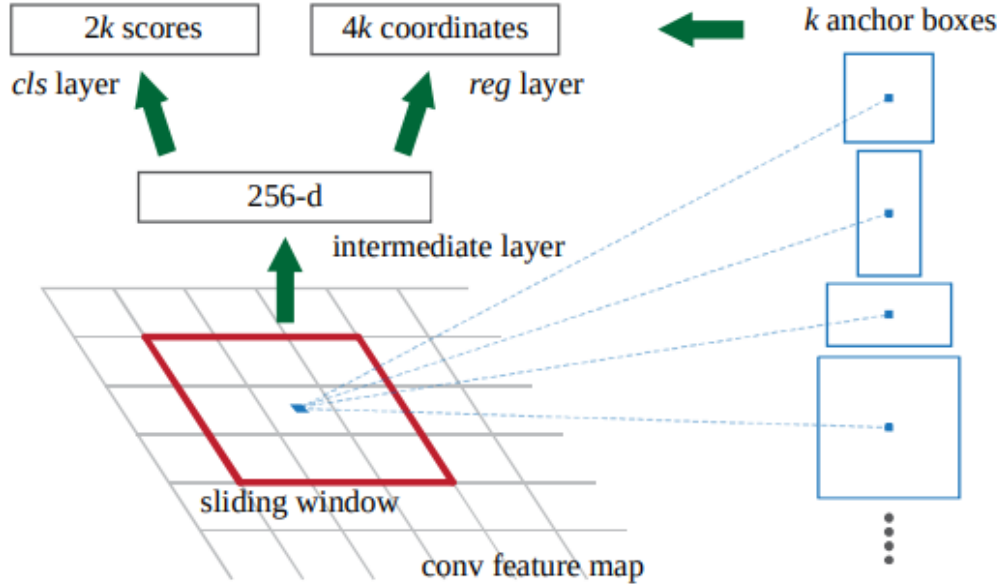 2k scores
4k coordinates
k anchor boxes
cls layer
reg layer
256-d
intermediate layer
sliding window
conv feature map